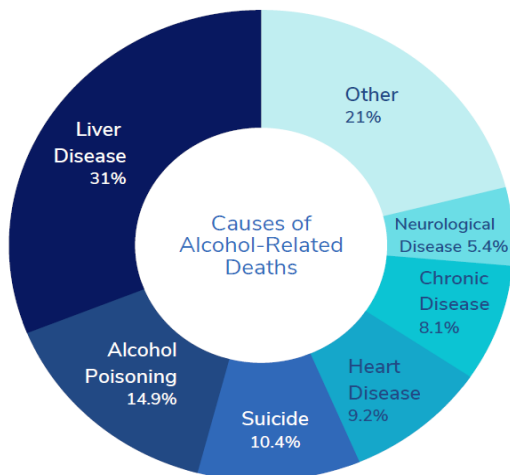 Causes of
Alcohol-Related
Deaths
Other
21%
Neurological
Disease 5.4%
Chronic
Disease
8.1%
Heart
Disease
9.2%
Suicide
10.4%
Alcohol
Poisoning
14.9%
Liver
Disease
31%